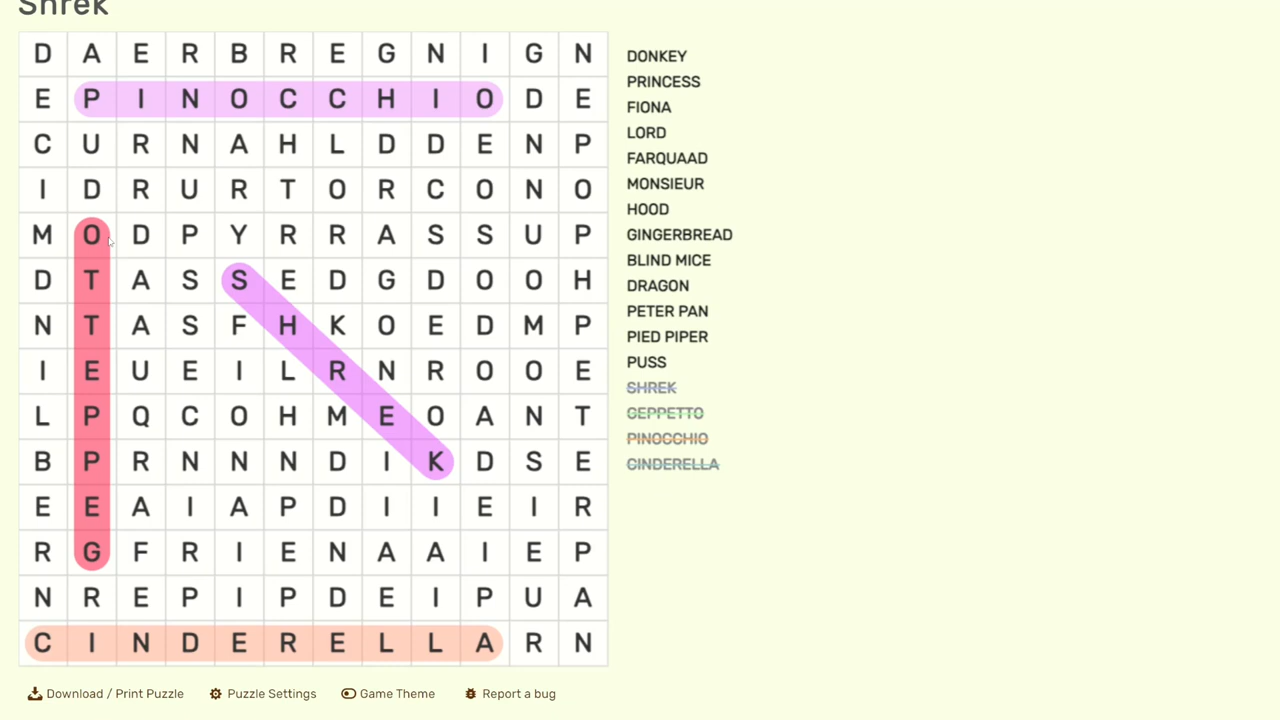 Shrek
D A E R B R E G N I G N
E P I N O C C H I O D E
C U R N A H L D D E N P
I D R U R T O R C O N O
M O D P Y R R A S S U P
D T A S S E D G D O O H
N T A S F H K O E D M P
I E U E I L R N R O O E
L P Q C O H M E O A N T
B P R N N N D I K D S E
E E A I A P D I I E I R
R G F R I E N A A I E P
N R E P I P D E I P U A
C I N D E R E L L A R N
DONKEY
PRINCESS
FIONA
LORD
FARQUAAD
MONSIEUR
HOOD
GINGERBREAD
BLIND MICE
DRAGON
PETER PAN
PIED PIPER
PUSS
SHREK
GEPPETTO
PINOCCHIO
CINDERELLA
Download / Print Puzzle
Puzzle Settings
Game Theme
Report a bug